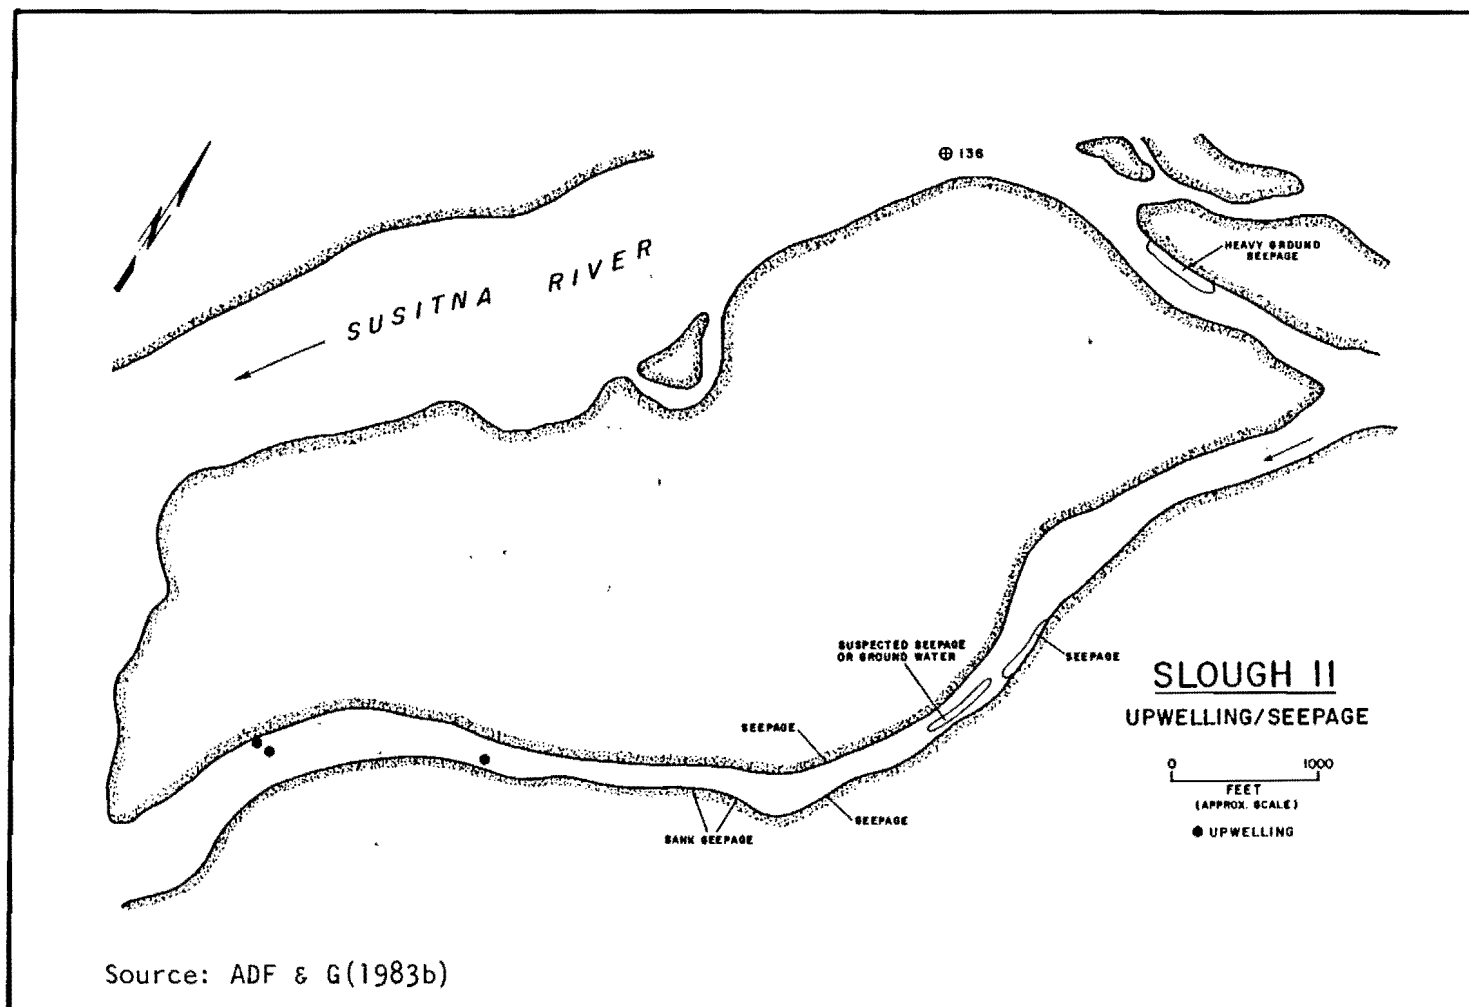 ⊕ 136
HEAVY GROUND
SEEPAGE
SUSITNA RIVER
SUSPECTED SEEPAGE
OR GROUND WATER
SEEPAGE
SLOUGH 11
UPWELLING/SEEPAGE
SEEPAGE
0 1000
FEET
(APPROX. SCALE)
● UPWELLING
SEEPAGE
BANK SEEPAGE
Source: ADF & G(1983b)